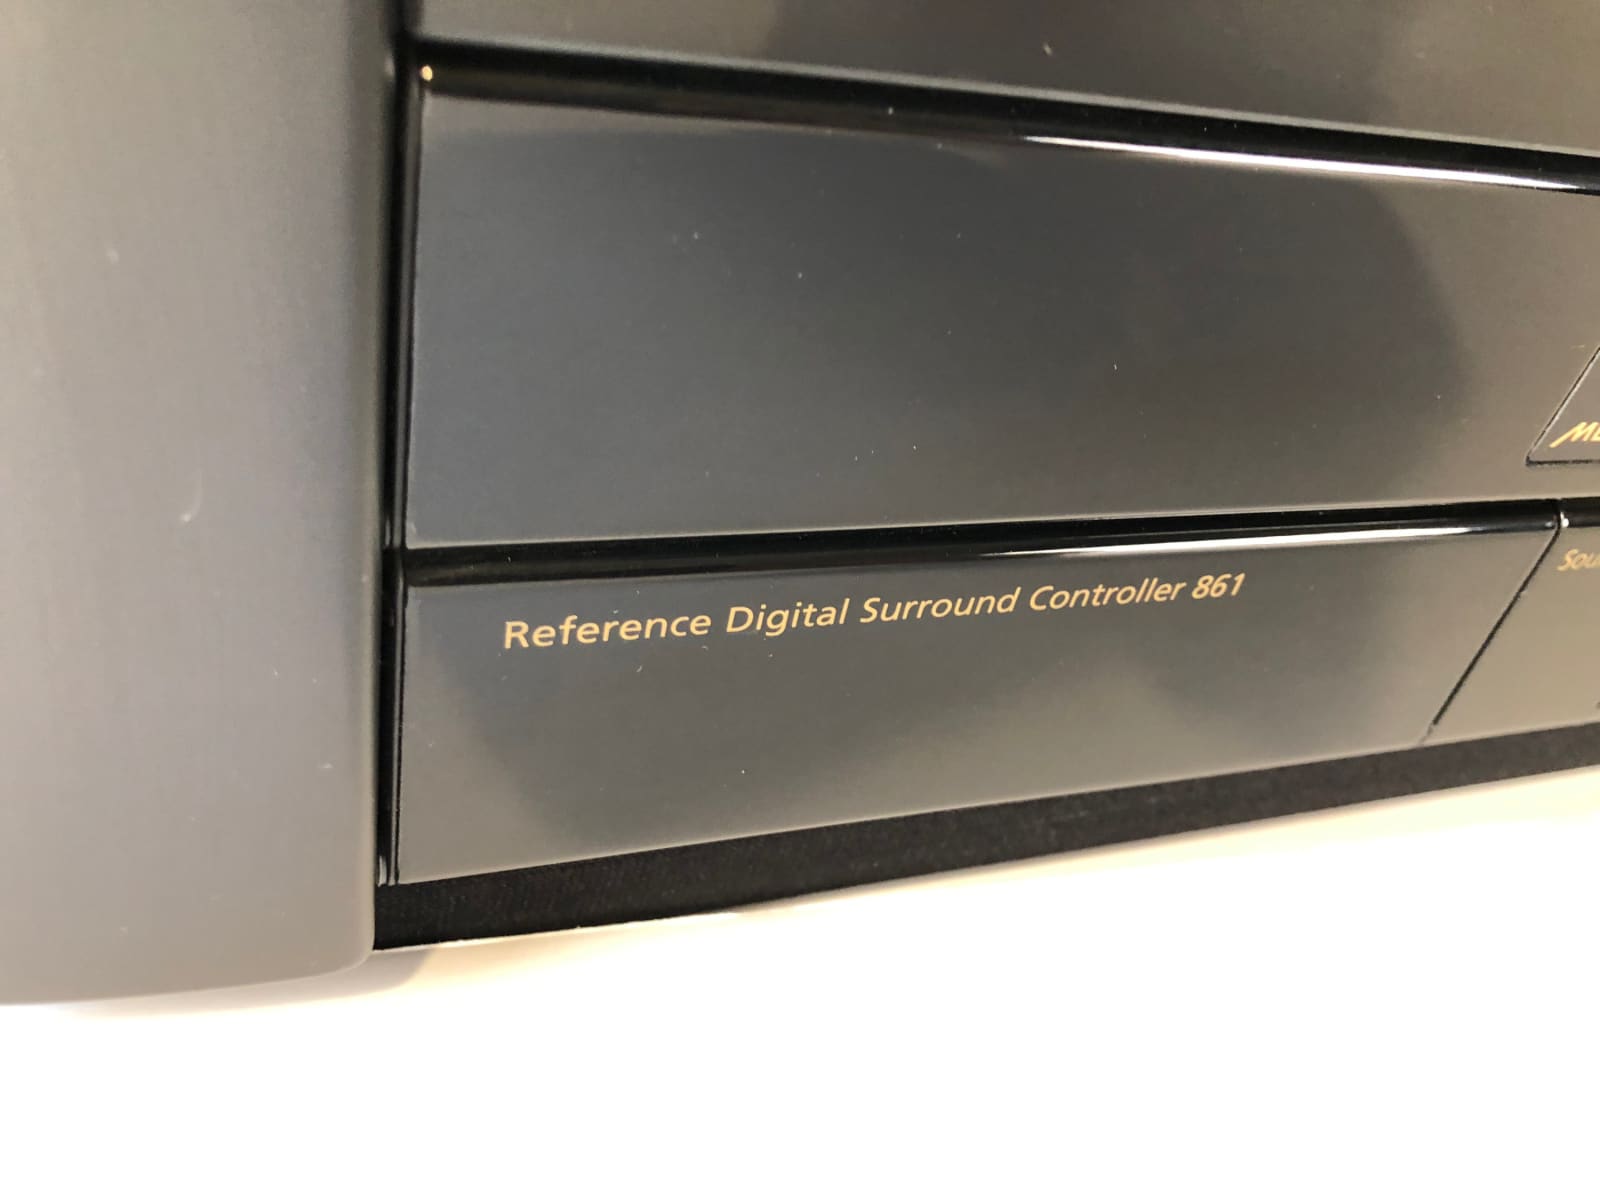 Reference Digital Surround Controller 861